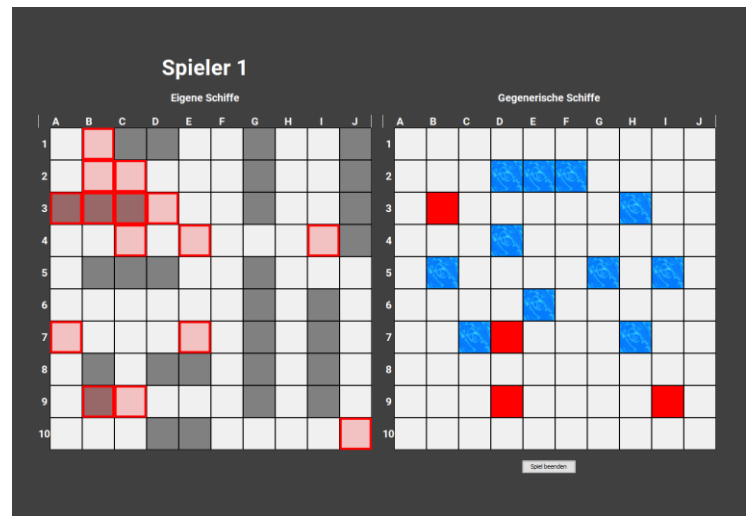 Spieler 1
Eigene Schiffe Gegenerische Schiffe
A B C D E F G H I J A B C D E F G H I J
1 1
2 2
3 3
4 4
5 5
6 6
7 7
8 8
9 9
10 10
Spiel beenden